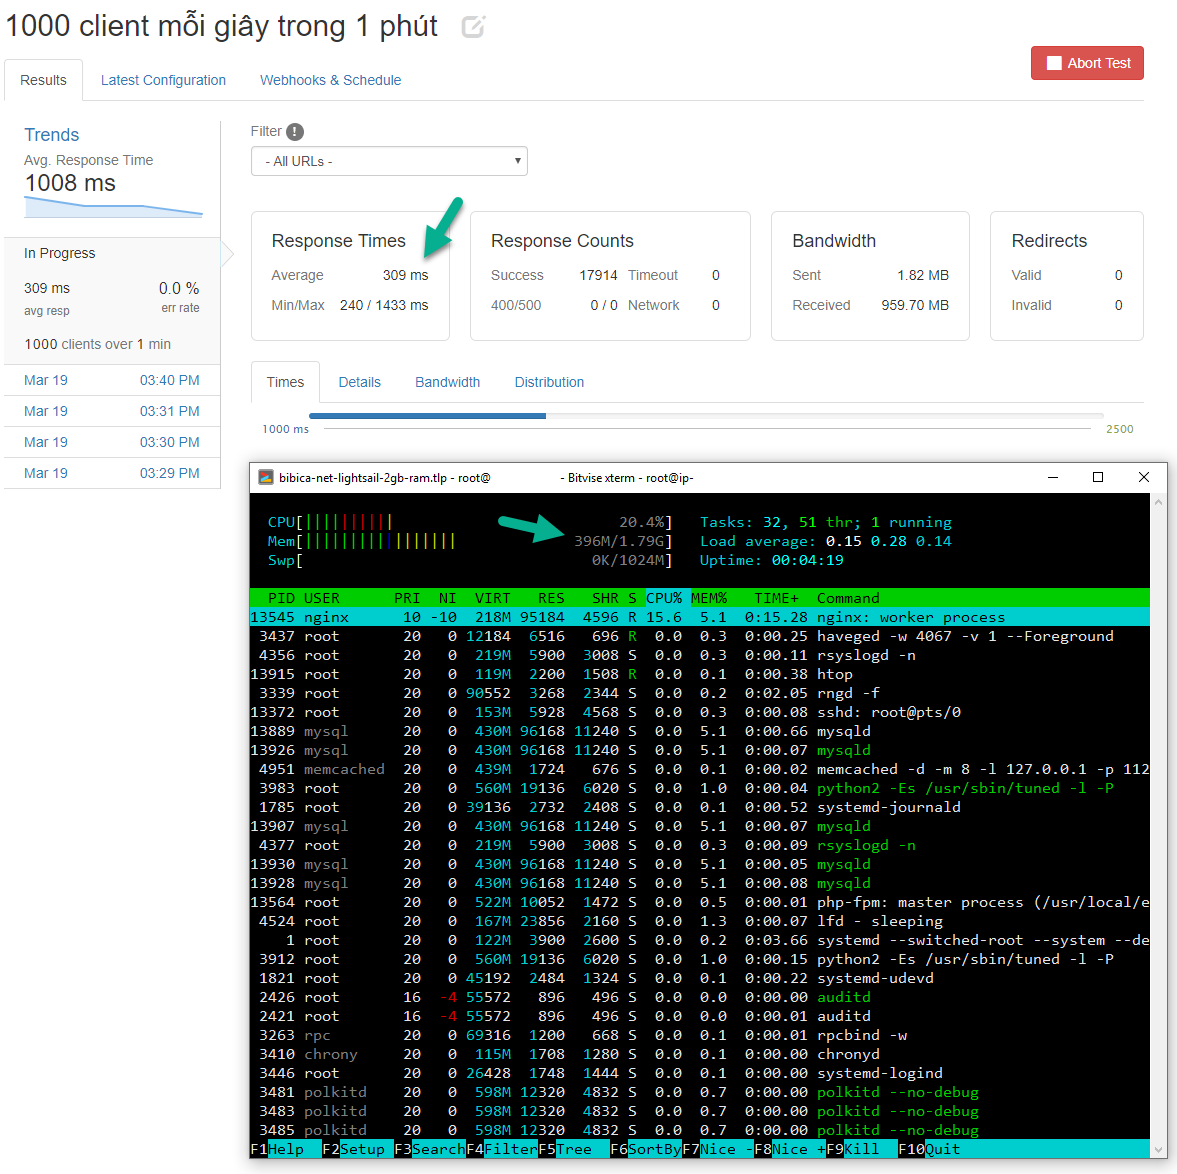 1000 client mỗi giây trong 1 phút
Abort Test
Results Latest Configuration Webhooks & Schedule
Trends
Avg. Response Time
1008 ms
In Progress
309 ms 0.0 %
avg resp err rate
1000 clients over 1 min
Mar 19 03:40 PM
Mar 19 03:31 PM
Mar 19 03:30 PM
Mar 19 03:29 PM
Filter !
- All URLs -
Response Times
Average 309 ms
Min/Max 240 / 1433 ms
Response Counts
Success 17914 Timeout 0
400/500 0 / 0 Network 0
Bandwidth
Sent 1.82 MB
Received 959.70 MB
Redirects
Valid 0
Invalid 0
Times Details Bandwidth Distribution
1000 ms 2500
bibica-net-lightsail-2gb-ram.tlp - root@ - Bitvise xterm - root@ip-
CPU[|||||||||| 20.4%] Tasks: 32, 51 thr; 1 running
Mem[||||||||||||||||| 396M/1.79G] Load average: 0.15 0.28 0.14
Swp[ 0K/1024M] Uptime: 00:04:19
PID USER PRI NI VIRT RES SHR S CPU% MEM% TIME+ Command
13545 nginx 10 -10 218M 95184 4596 R 15.6 5.1 0:15.28 nginx: worker process
3437 root 20 0 12184 6516 696 R 0.0 0.3 0:00.25 haveged -w 4067 -v 1 --Foreground
4356 root 20 0 219M 5900 3008 S 0.0 0.3 0:00.11 rsyslogd -n
13915 root 20 0 119M 2200 1508 R 0.0 0.1 0:00.38 htop
3339 root 20 0 90552 3268 2344 S 0.0 0.2 0:02.05 rngd -f
13372 root 20 0 153M 5928 4568 S 0.0 0.3 0:00.08 sshd: root@pts/0
13889 mysql 20 0 430M 96168 11240 S 0.0 5.1 0:00.66 mysqld
13926 mysql 20 0 430M 96168 11240 S 0.0 5.1 0:00.07 mysqld
4951 memcached 20 0 439M 1724 676 S 0.0 0.1 0:00.02 memcached -d -m 8 -l 127.0.0.1 -p 112
3983 root 20 0 560M 19136 6020 S 0.0 1.0 0:00.04 python2 -Es /usr/sbin/tuned -l -P
1785 root 20 0 39136 2732 2408 S 0.0 0.1 0:00.52 systemd-journald
13907 mysql 20 0 430M 96168 11240 S 0.0 5.1 0:00.07 mysqld
4377 root 20 0 219M 5900 3008 S 0.0 0.3 0:00.09 rsyslogd -n
13930 mysql 20 0 430M 96168 11240 S 0.0 5.1 0:00.05 mysqld
13928 mysql 20 0 430M 96168 11240 S 0.0 5.1 0:00.08 mysqld
13564 root 20 0 522M 10052 1472 S 0.0 0.5 0:00.01 php-fpm: master process (/usr/local/e
4524 root 20 0 167M 23856 2160 S 0.0 1.3 0:00.07 lfd - sleeping
1 root 20 0 122M 3900 2600 S 0.0 0.2 0:03.66 systemd --switched-root --system --de
3912 root 20 0 560M 19136 6020 S 0.0 1.0 0:00.15 python2 -Es /usr/sbin/tuned -l -P
1821 root 20 0 45192 2484 1324 S 0.0 0.1 0:00.22 systemd-udevd
2426 root 16 -4 55572 896 496 S 0.0 0.0 0:00.00 auditd
2421 root 16 -4 55572 896 496 S 0.0 0.0 0:00.01 auditd
3263 rpc 20 0 69316 1200 668 S 0.0 0.1 0:00.01 rpcbind -w
3410 chrony 20 0 115M 1708 1280 S 0.0 0.1 0:00.00 chronyd
3446 root 20 0 26428 1748 1444 S 0.0 0.1 0:00.00 systemd-logind
3481 polkitd 20 0 598M 12320 4832 S 0.0 0.7 0:00.00 polkitd --no-debug
3483 polkitd 20 0 598M 12320 4832 S 0.0 0.7 0:00.00 polkitd --no-debug
3485 polkitd 20 0 598M 12320 4832 S 0.0 0.7 0:00.00 polkitd --no-debug
F1Help F2Setup F3SearchF4FilterF5Tree F6SortByF7Nice -F8Nice +F9Kill F10Quit